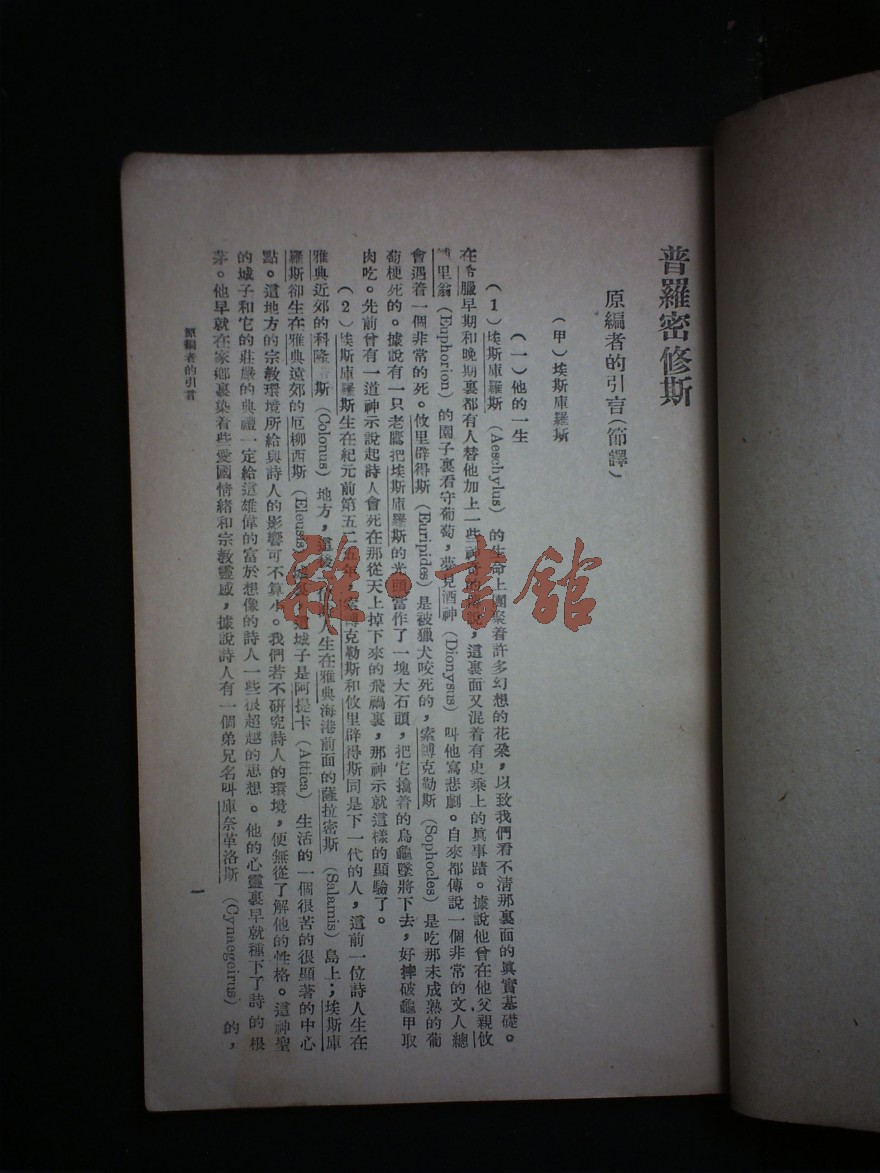 普羅密修斯
原編者的引言(節譯)
(甲)埃斯庫羅斯
(一)他的一生
(1)埃斯庫羅斯(Aeschylus)的生命上團聚着許多幻想的花朶,以致我們看不清那裏面的眞實基礎。
在希臘早期和晚期裏都有人替他加上一些神奇的傳說,這裏面又混着有史乘上的眞事蹟。據說他曾在他父親攸
里翁(Euphorion)的園子裏看守葡萄,夢見酒神(Dionysus)叫他寫悲劇。自來都傳說一個非常的文人總
會遇着一個非常的死。攸里辟得斯(Euripides)是被獵犬咬死的,索缚克勒斯(Sophocles)是吃那未成熟的葡
萄梗死的。據說有一只老鷹把埃斯庫羅斯的光頭當作了一塊大石頭,把它擒着的烏龜墜將下去,好摔破龜甲取
肉吃。先前曾有一道神示說起詩人會死在那從天上掉下來的飛禍裏,那神示就這樣的顯驗了。
(2)埃斯庫羅斯生在紀元前第五二五年,索克勒斯和攸里辟得斯同是下一代的人,這前一位詩人生在
雅典近郊的科隆斯(Colonus)地方,這後一位詩人生在雅典海港前面的薩拉密斯(Salamis)島上;埃斯庫
羅斯卻生在雅典遠郊的厄柳西斯(Eleusis)城裏,這城子是阿提卡(Attica)生活的一個很苦的很顯著的中心
點。這地方的宗教環境所給與詩人的影響可不算小。我們若不研究詩人的環境,便無從了解他的性格。這神聖
的城子和它的莊嚴的典禮一定給這雄偉的富於想像的詩人一些很超越的思想。他的心靈裏早就種下了詩的根
芽。他早就在家鄉裏染着些愛國情緒和宗教靈感,據說詩人有一個弟兄名叫庫奈革洛斯(Cynaegeirus)的,
原編者的引言
一
雜·書館